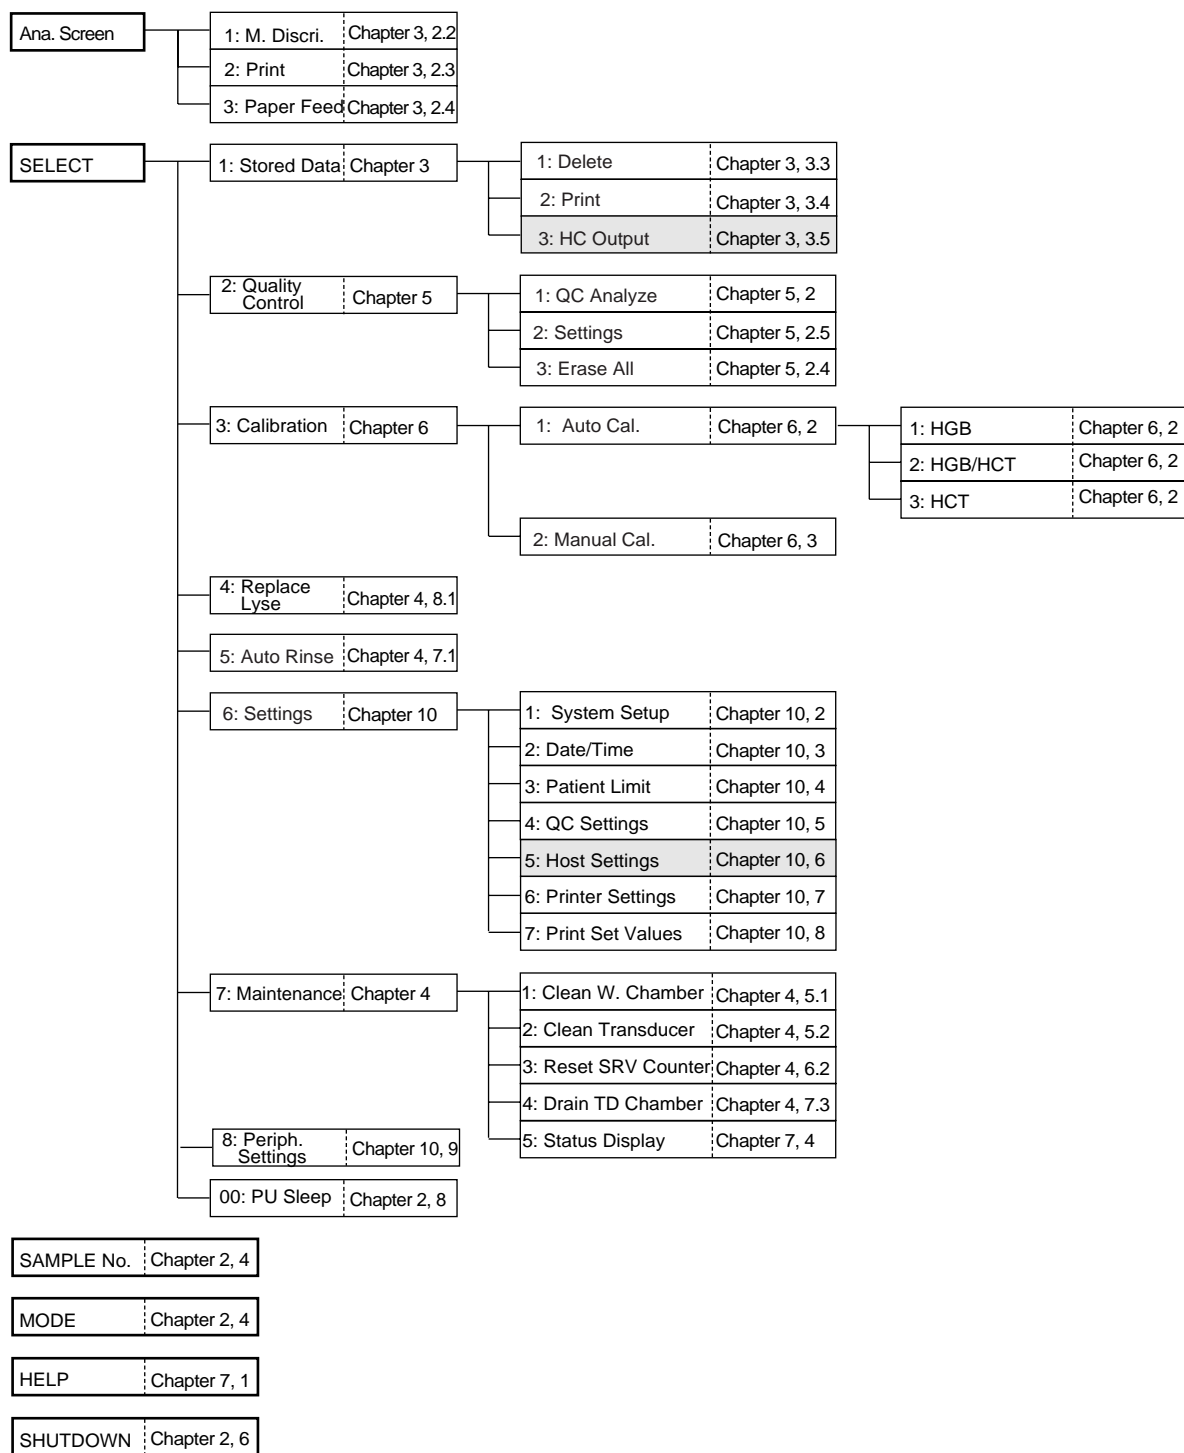 Ana. Screen
1: M. Discri. Chapter 3, 2.2
2: Print Chapter 3, 2.3
3: Paper Feed Chapter 3, 2.4
SELECT
1: Stored Data Chapter 3
1: Delete Chapter 3, 3.3
2: Print Chapter 3, 3.4
3: HC Output Chapter 3, 3.5
2: Quality
Control Chapter 5
1: QC Analyze Chapter 5, 2
2: Settings Chapter 5, 2.5
3: Erase All Chapter 5, 2.4
3: Calibration Chapter 6
1: Auto Cal. Chapter 6, 2
1: HGB Chapter 6, 2
2: HGB/HCT Chapter 6, 2
3: HCT Chapter 6, 2
2: Manual Cal. Chapter 6, 3
4: Replace
Lyse Chapter 4, 8.1
5: Auto Rinse Chapter 4, 7.1
6: Settings Chapter 10
1: System Setup Chapter 10, 2
2: Date/Time Chapter 10, 3
3: Patient Limit Chapter 10, 4
4: QC Settings Chapter 10, 5
5: Host Settings Chapter 10, 6
6: Printer Settings Chapter 10, 7
7: Print Set Values Chapter 10, 8
7: Maintenance Chapter 4
1: Clean W. Chamber Chapter 4, 5.1
2: Clean Transducer Chapter 4, 5.2
3: Reset SRV Counter Chapter 4, 6.2
4: Drain TD Chamber Chapter 4, 7.3
5: Status Display Chapter 7, 4
8: Periph.
Settings Chapter 10, 9
00: PU Sleep Chapter 2, 8
SAMPLE No. Chapter 2, 4
MODE Chapter 2, 4
HELP Chapter 7, 1
SHUTDOWN Chapter 2, 6